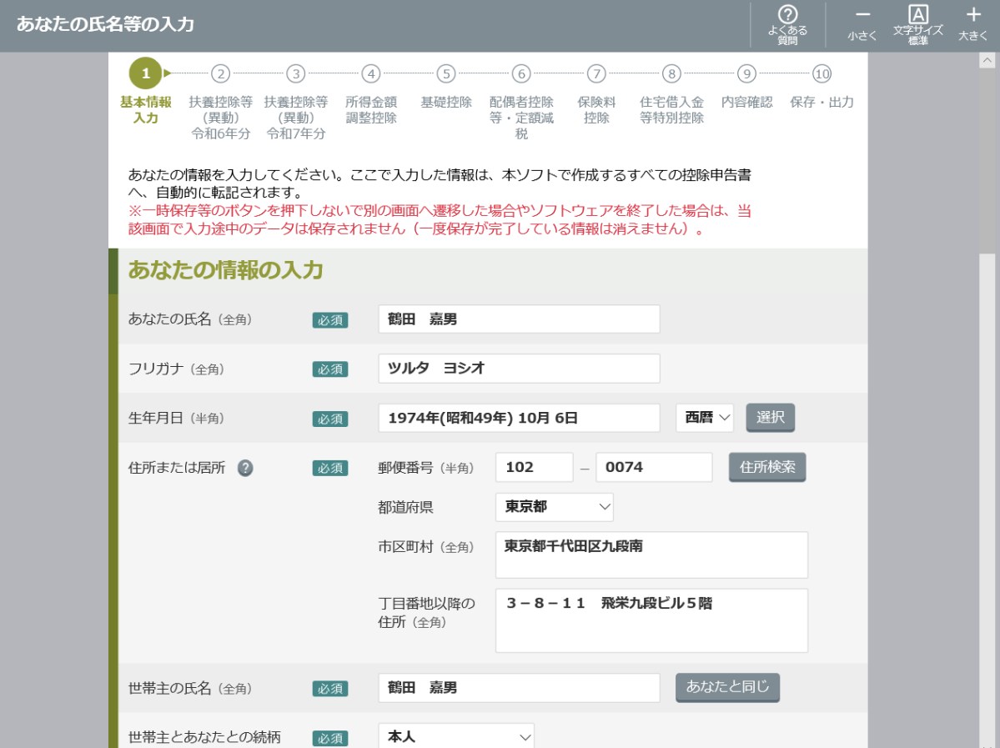 あなたの氏名等の入力
よくある
質問
小さく
文字サイズ
標準
大きく
1 2 3 4 5 6 7 8 9 10
基本情報
入力
扶養控除等
(異動)
令和6年分
扶養控除等
(異動)
令和7年分
所得金額
調整控除
基礎控除
配偶者控除
等・定額減
税
保険料
控除
住宅借入金
等特別控除
内容確認
保存・出力
あなたの情報を入力してください。ここで入力した情報は、本ソフトで作成するすべての控除申告書
へ、自動的に転記されます。
※一時保存等のボタンを押下しないで別の画面へ遷移した場合やソフトウェアを終了した場合は、当
該画面で入力途中のデータは保存されません（一度保存が完了している情報は消えません）。
あなたの情報の入力
あなたの氏名（全角） 必須 鶴田　嘉男
フリガナ（全角） 必須 ツルタ　ヨシオ
生年月日（半角） 必須 1974年(昭和49年) 10月 6日 西暦 選択
住所または居所 ? 必須 郵便番号（半角） 102 － 0074 住所検索
都道府県 東京都
市区町村（全角） 東京都千代田区九段南
丁目番地以降の
住所（全角） ３－８－１１　飛栄九段ビル５階
世帯主の氏名（全角） 必須 鶴田　嘉男 あなたと同じ
世帯主とあなたとの続柄 必須 本人